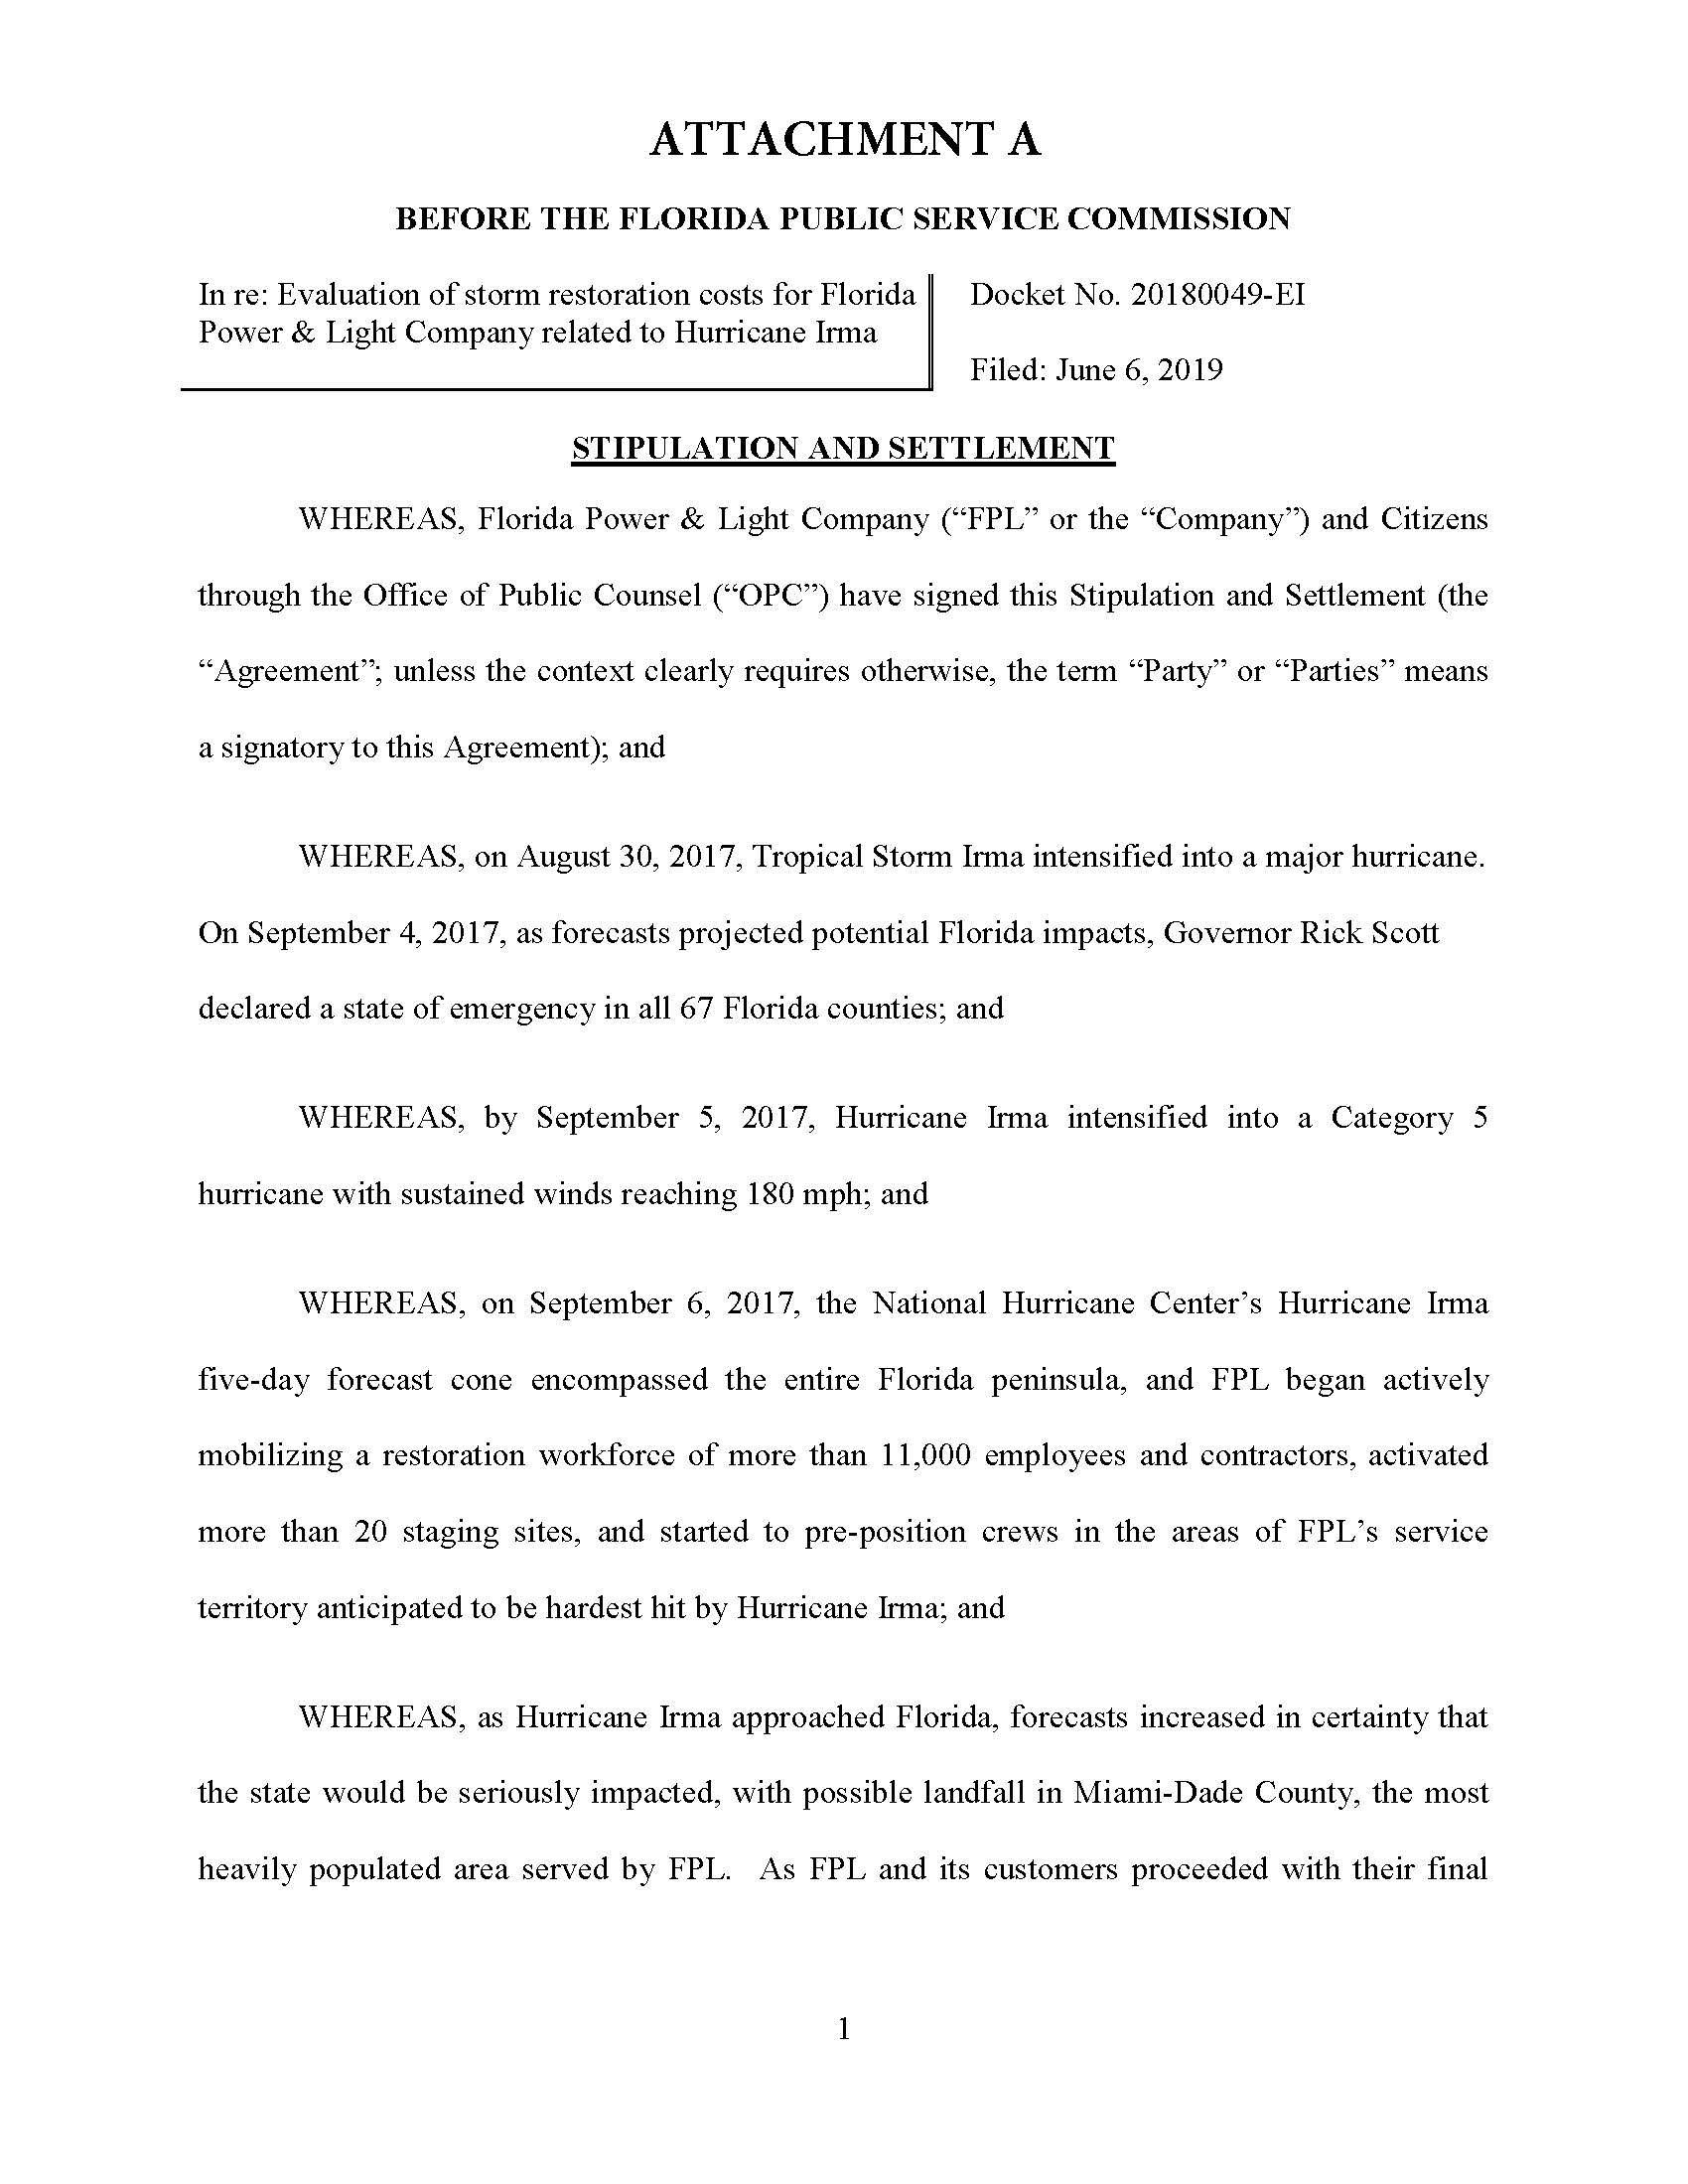 ATTACHMENT A
BEFORE THE FLORIDA PUBLIC SERVICE COMMISSION
In re: Evaluation of storm restoration costs for Florida
Power & Light Company related to Hurricane Irma
Docket No. 20180049-EI
Filed: June 6, 2019
STIPULATION AND SETTLEMENT
WHEREAS, Florida Power & Light Company (“FPL” or the “Company”) and Citizens
through the Office of Public Counsel (“OPC”) have signed this Stipulation and Settlement (the
“Agreement”; unless the context clearly requires otherwise, the term “Party” or “Parties” means
a signatory to this Agreement); and
WHEREAS, on August 30, 2017, Tropical Storm Irma intensified into a major hurricane.
On September 4, 2017, as forecasts projected potential Florida impacts, Governor Rick Scott
declared a state of emergency in all 67 Florida counties; and
WHEREAS, by September 5, 2017, Hurricane Irma intensified into a Category 5
hurricane with sustained winds reaching 180 mph; and
WHEREAS, on September 6, 2017, the National Hurricane Center’s Hurricane Irma
five-day forecast cone encompassed the entire Florida peninsula, and FPL began actively
mobilizing a restoration workforce of more than 11,000 employees and contractors, activated
more than 20 staging sites, and started to pre-position crews in the areas of FPL’s service
territory anticipated to be hardest hit by Hurricane Irma; and
WHEREAS, as Hurricane Irma approached Florida, forecasts increased in certainty that
the state would be seriously impacted, with possible landfall in Miami-Dade County, the most
heavily populated area served by FPL. As FPL and its customers proceeded with their final
1